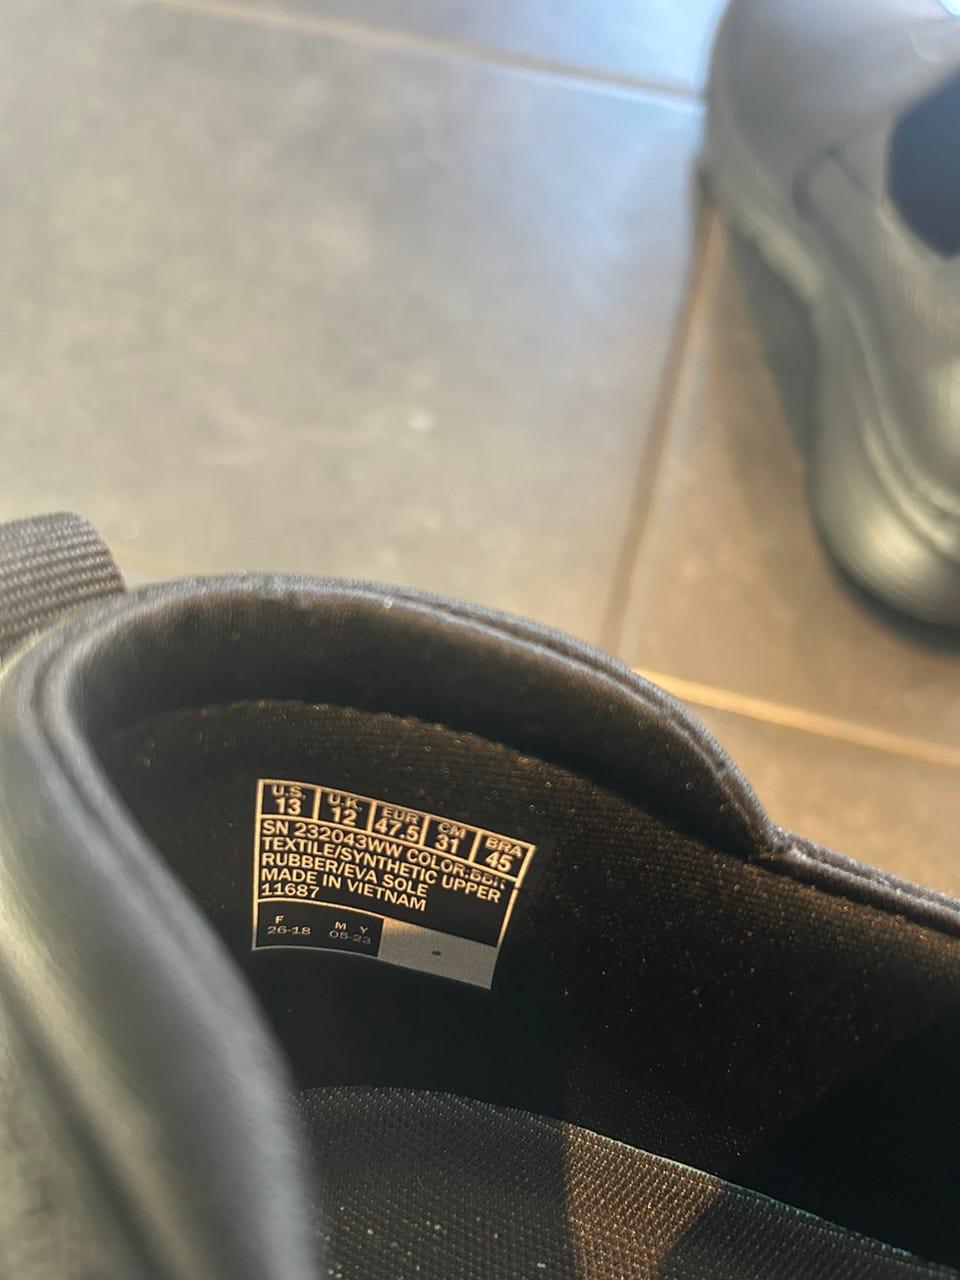 U.S. U.K EUR CM BRA
13 12 47.5 31 45
SN 232043WW COLOR:BBK
TEXTILE/SYNTHETIC UPPER
RUBBER/EVA SOLE
MADE IN VIETNAM
11687
F M Y
26-18 05-23
-